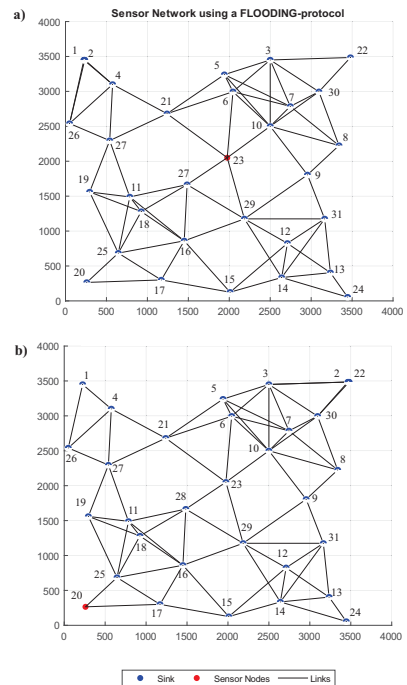 a)
Sensor Network using a FLOODING-protocol
4000
3500
3000
2500
2000
1500
1000
500
0
0 500 1000 1500 2000 2500 3000 3500 4000
1 2 3 22
4 5
21 6 7 30
26 10 8
27 23
9
19 11 27 29 31
18 12
25 16
20 17 15 14 13 24
b)
4000
3500
3000
2500
2000
1500
1000
500
0
0 500 1000 1500 2000 2500 3000 3500 4000
1 3 2 22
4 5
21 6 7 30
26 10 8
27 23
9
19 11 28 29 31
18 12
25 16
20 17 15 14 13 24
Sink Sensor Nodes Links